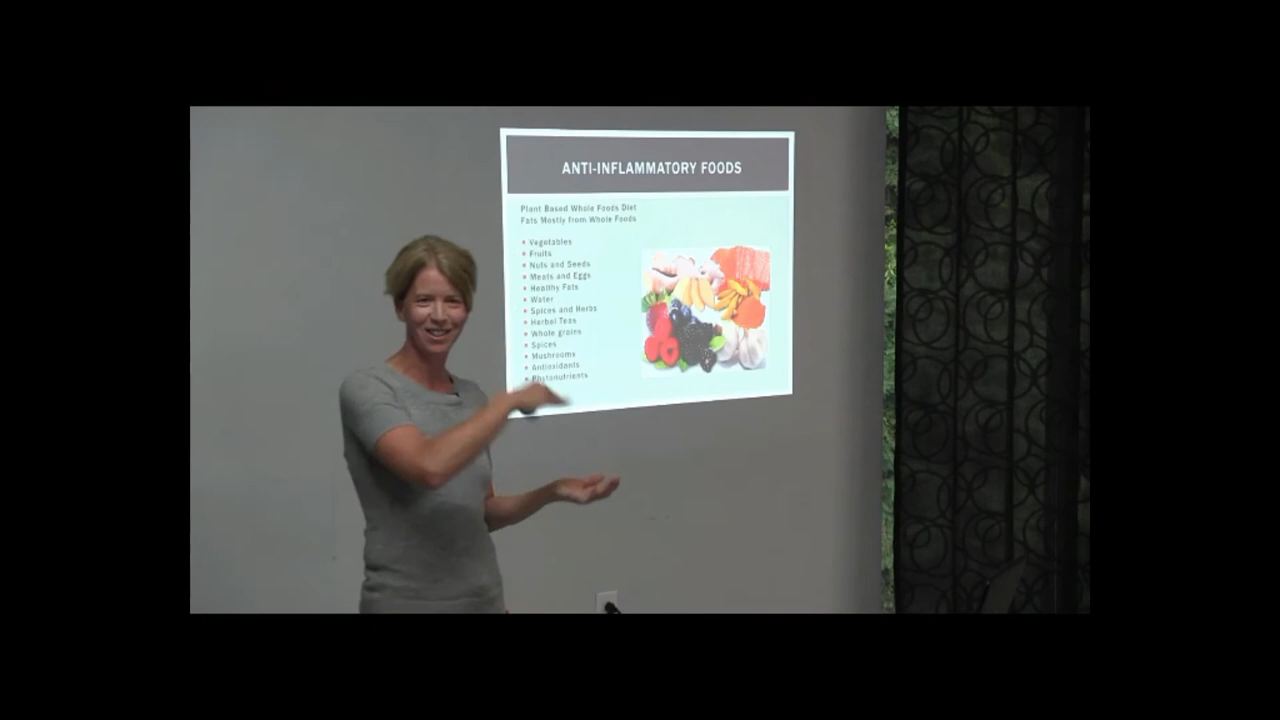 ANTI-INFLAMMATORY FOODS
Plant Based Whole Foods Diet
Fats Mostly from Whole Foods
Vegetables
Fruits
Nuts and Seeds
Meats and Eggs
Healthy Fats
Water
Spices and Herbs
Herbal Teas
Whole grains
Spices
Mushrooms
Antioxidants
Phytonutrients